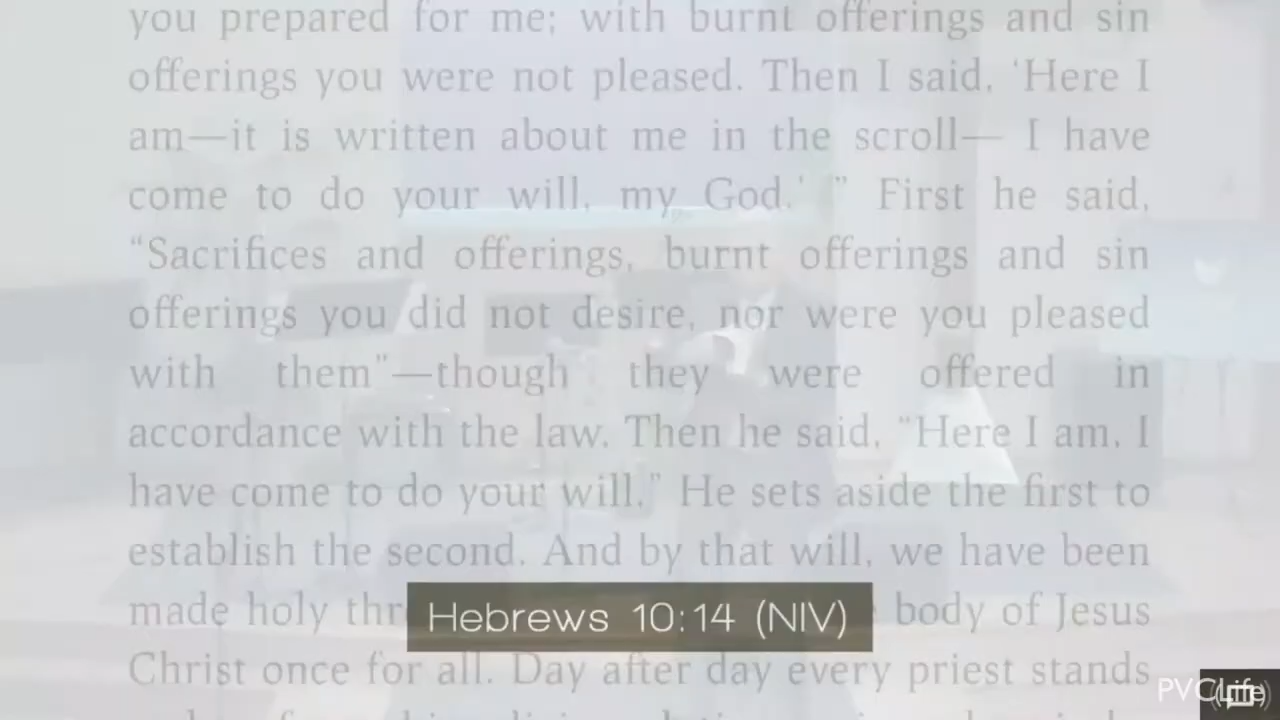 you prepared for me; with burnt offerings and sin
offerings you were not pleased. Then I said, ‘Here I
am—it is written about me in the scroll— I have
come to do your will, my God.’ ” First he said,
“Sacrifices and offerings, burnt offerings and sin
offerings you did not desire, nor were you pleased
with them”—though they were offered in
accordance with the law. Then he said, “Here I am, I
have come to do your will.” He sets aside the first to
establish the second. And by that will, we have been
made holy body of Jesus
Hebrews 10:14 (NIV)
Christ once for all. Day after day every priest stands
PVCLife